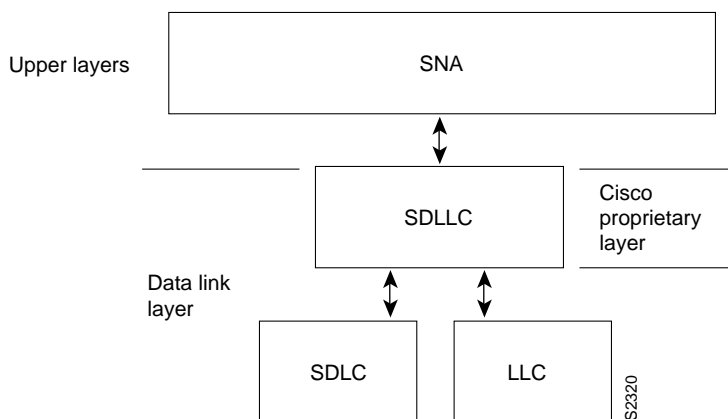 Upper layers
SNA
SDLLC
Cisco
proprietary
layer
Data link
layer
SDLC
LLC
S2320